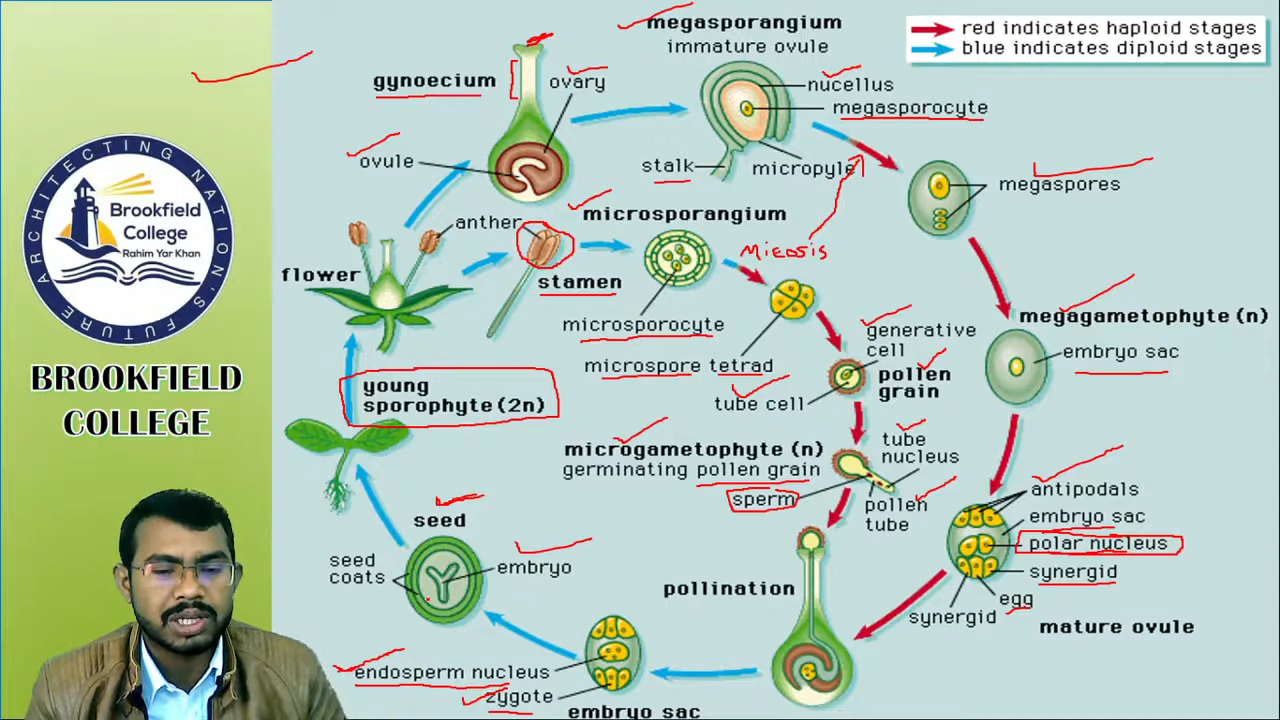 megasporangium
immature ovule
red indicates haploid stages
blue indicates diploid stages
gynoecium
ovary
nucellus
megasporocyte
ovule
stalk
micropyle
megaspores
ARCHITECTING NATION'S FUTURE
Brookfield
College
Rahim Yar Khan
anther
microsporangium
Mieosis
flower
stamen
microsporocyte
generative
cell
megagametophyte (n)
embryo sac
microspore tetrad
pollen
grain
BROOKFIELD
COLLEGE
young
sporophyte (2n)
tube cell
microgametophyte (n)
germinating pollen grain
tube
nucleus
sperm
pollen
tube
antipodals
embryo sac
polar nucleus
synergid
egg
synergid
mature ovule
seed
seed
coats
embryo
pollination
endosperm nucleus
zygote
embryo sac